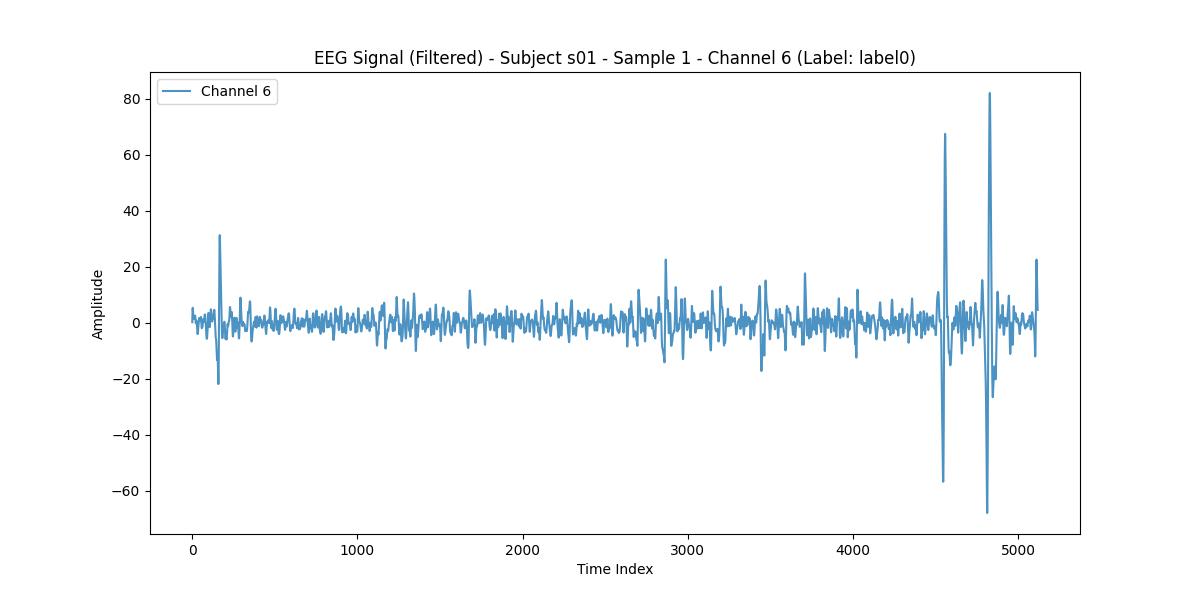 EEG Signal (Filtered) - Subject s01 - Sample 1 - Channel 6 (Label: label0)
Channel 6
80
60
40
20
0
−20
−40
−60
Amplitude
0 1000 2000 3000 4000 5000
Time Index